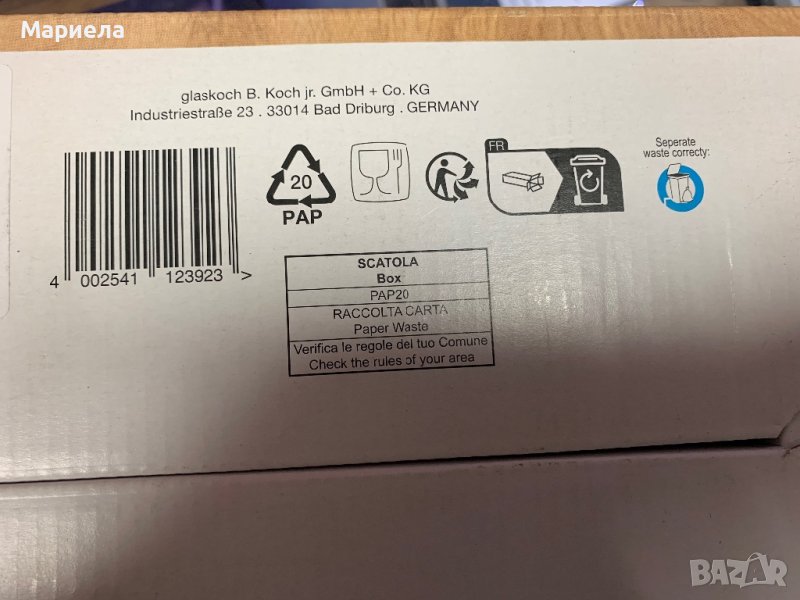 Мариела
glaskoch B. Koch jr. GmbH + Co. KG
Industriestraße 23 . 33014 Bad Driburg . GERMANY
20
PAP
FR
Seperate
waste correcty:
4 002541 123923 >
SCATOLA
Box
PAP20
RACCOLTA CARTA
Paper Waste
Verifica le regole del tuo Comune
Check the rules of your area
BAZAR